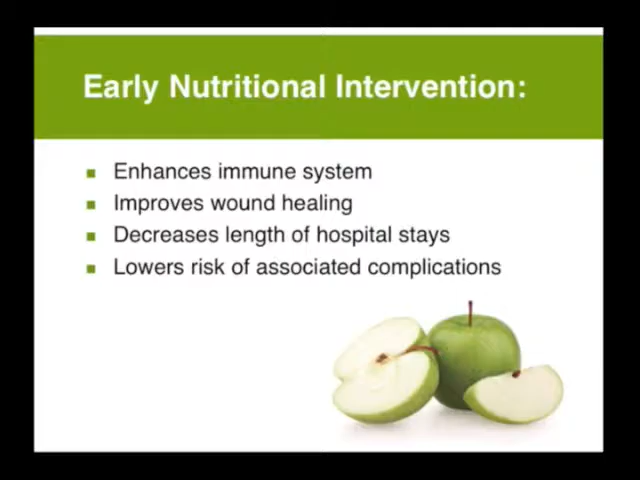 Early Nutritional Intervention:
Enhances immune system
Improves wound healing
Decreases length of hospital stays
Lowers risk of associated complications